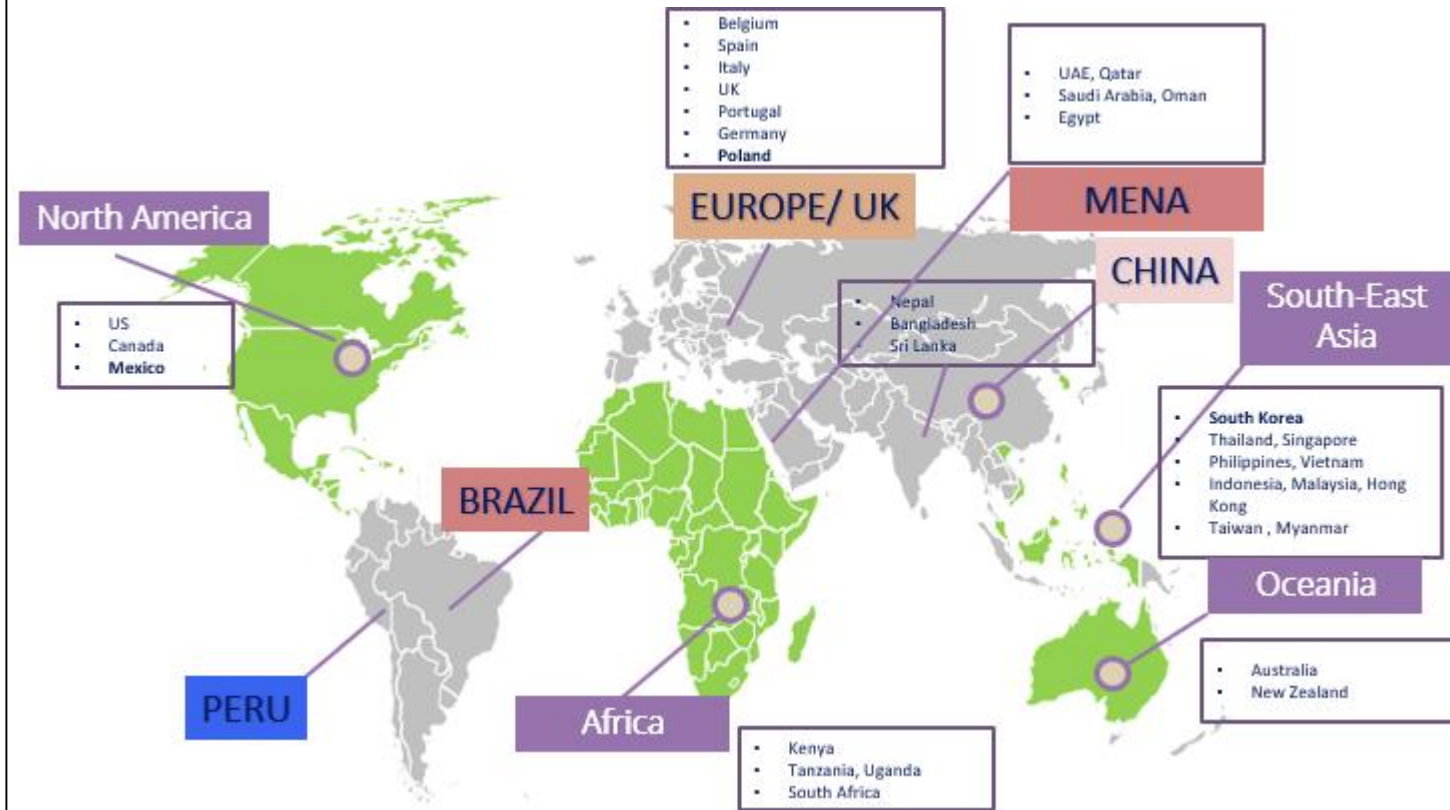 Belgium
Spain
Italy
UK
Portugal
Germany
Poland
UAE, Qatar
Saudi Arabia, Oman
Egypt
North America
EUROPE/ UK
MENA
CHINA
US
Canada
Mexico
Nepal
Bangladesh
Sri Lanka
South-East
Asia
South Korea
Thailand, Singapore
Philippines, Vietnam
Indonesia, Malaysia, Hong
Kong
Taiwan , Myanmar
BRAZIL
Oceania
Australia
New Zealand
PERU
Africa
Kenya
Tanzania, Uganda
South Africa